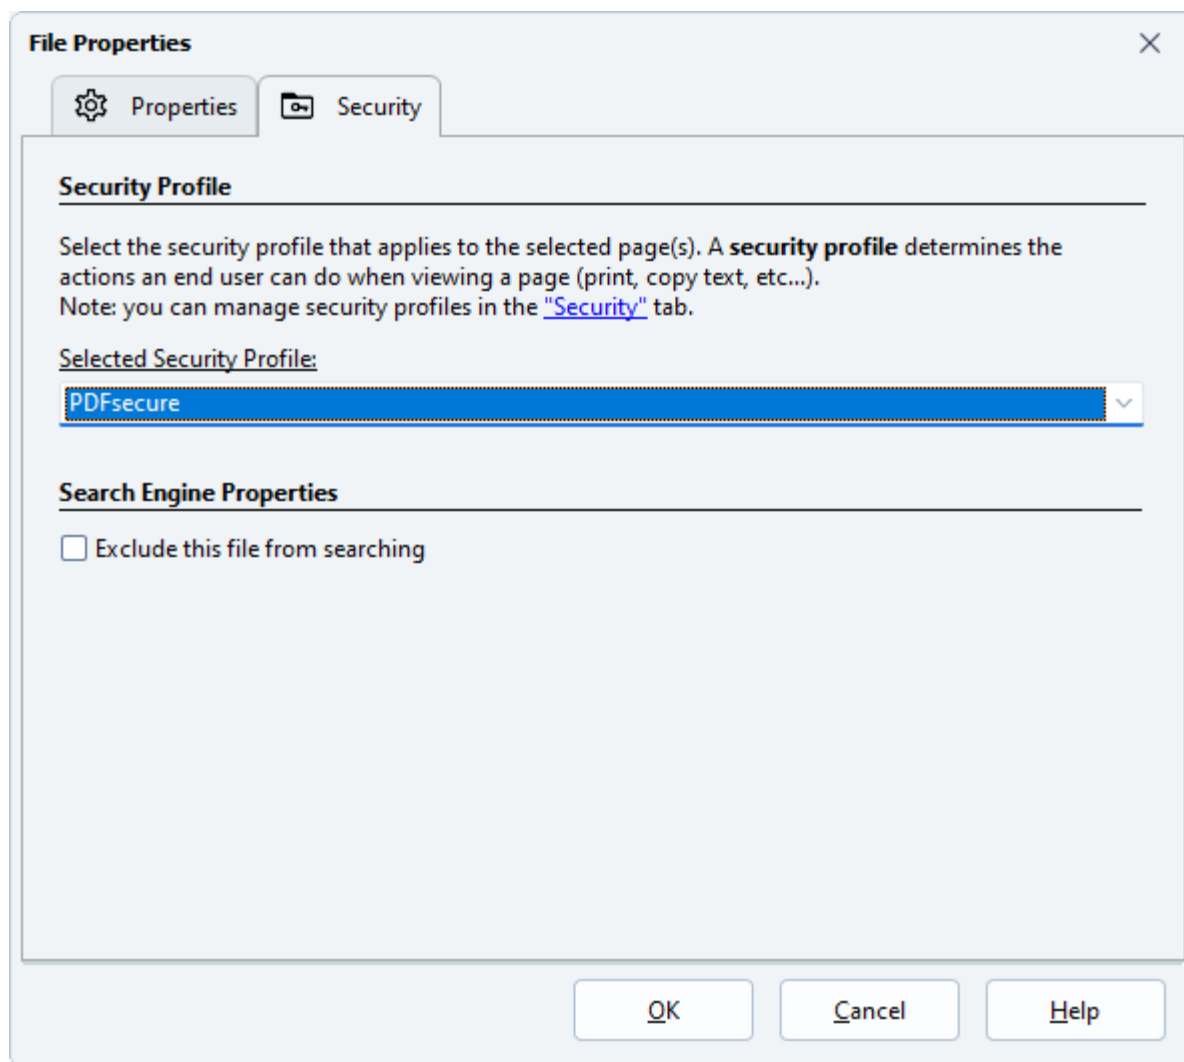 File Properties
Properties
Security
Security Profile
Select the security profile that applies to the selected page(s). A security profile determines the
actions an end user can do when viewing a page (print, copy text, etc...).
Note: you can manage security profiles in the "Security" tab.
Selected Security Profile:
PDFsecure
Search Engine Properties
Exclude this file from searching
OK
Cancel
Help